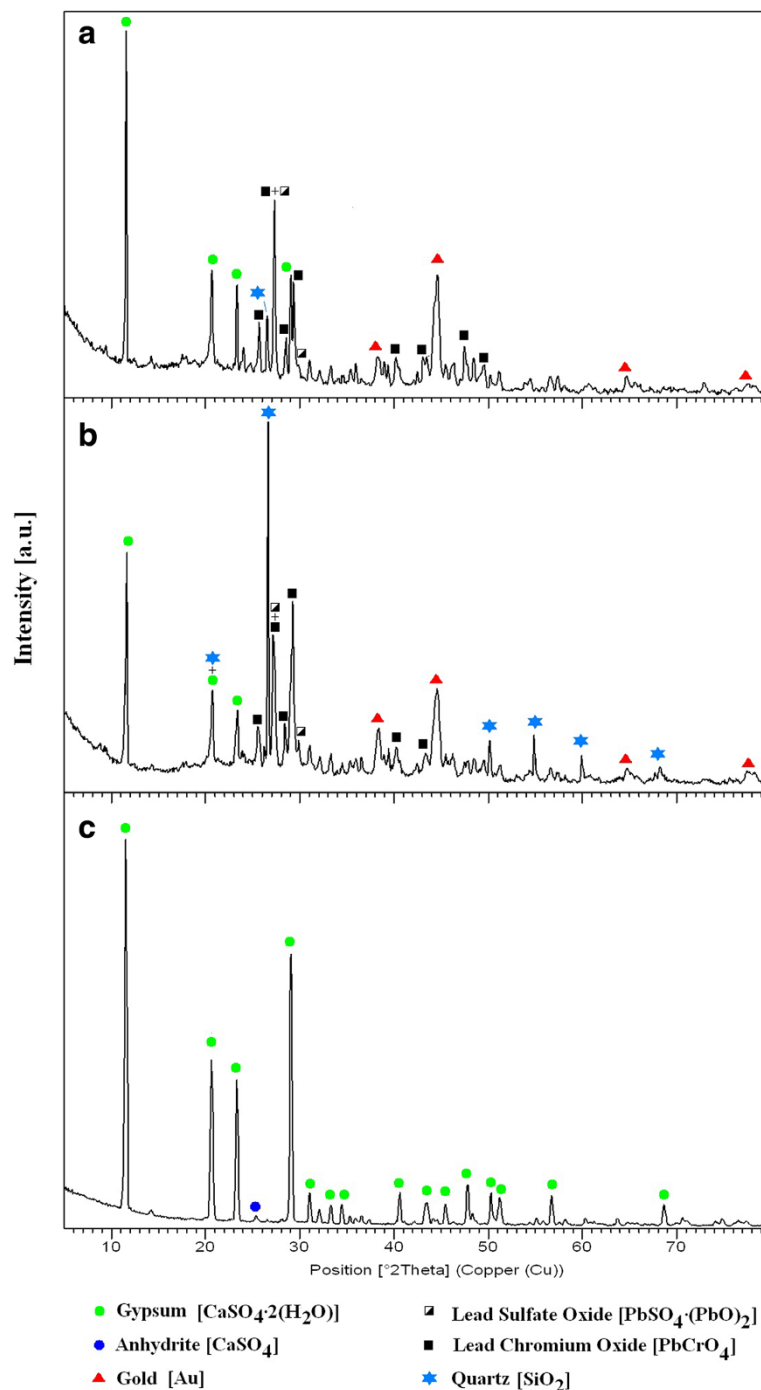 a
b
c
Intensity [a.u.]
+
+
+
10 20 30 40 50 60 70
Position [°2Theta] (Copper (Cu))
Gypsum [CaSO4·2(H2O)]
Lead Sulfate Oxide [PbSO4·(PbO)2]
Anhydrite [CaSO4]
Lead Chromium Oxide [PbCrO4]
Gold [Au]
Quartz [SiO2]